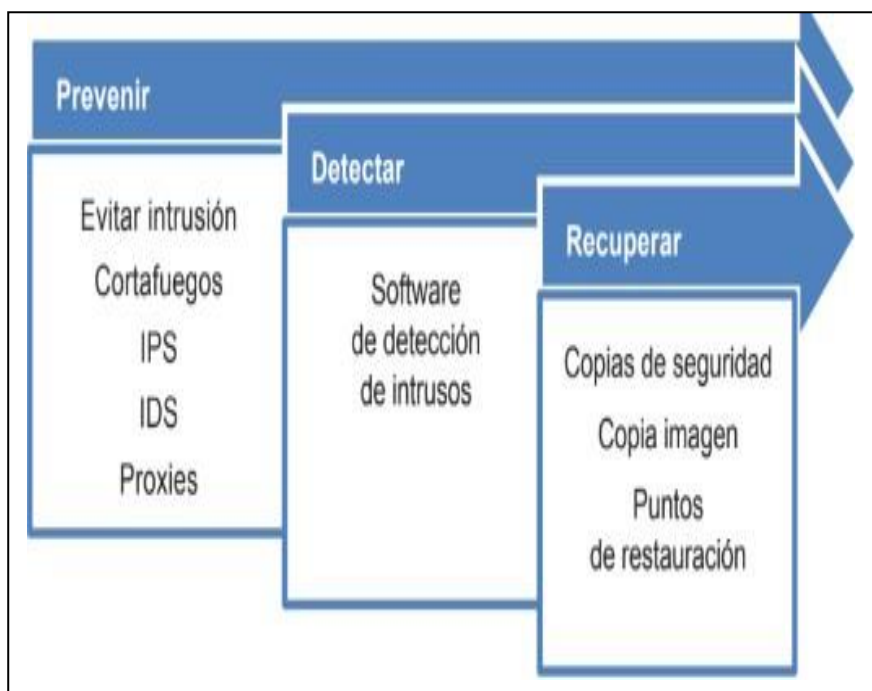 Prevenir
Evitar intrusión
Cortafuegos
IPS
IDS
Proxies
Detectar
Software
de detección
de intrusos
Recuperar
Copias de seguridad
Copia imagen
Puntos
de restauración